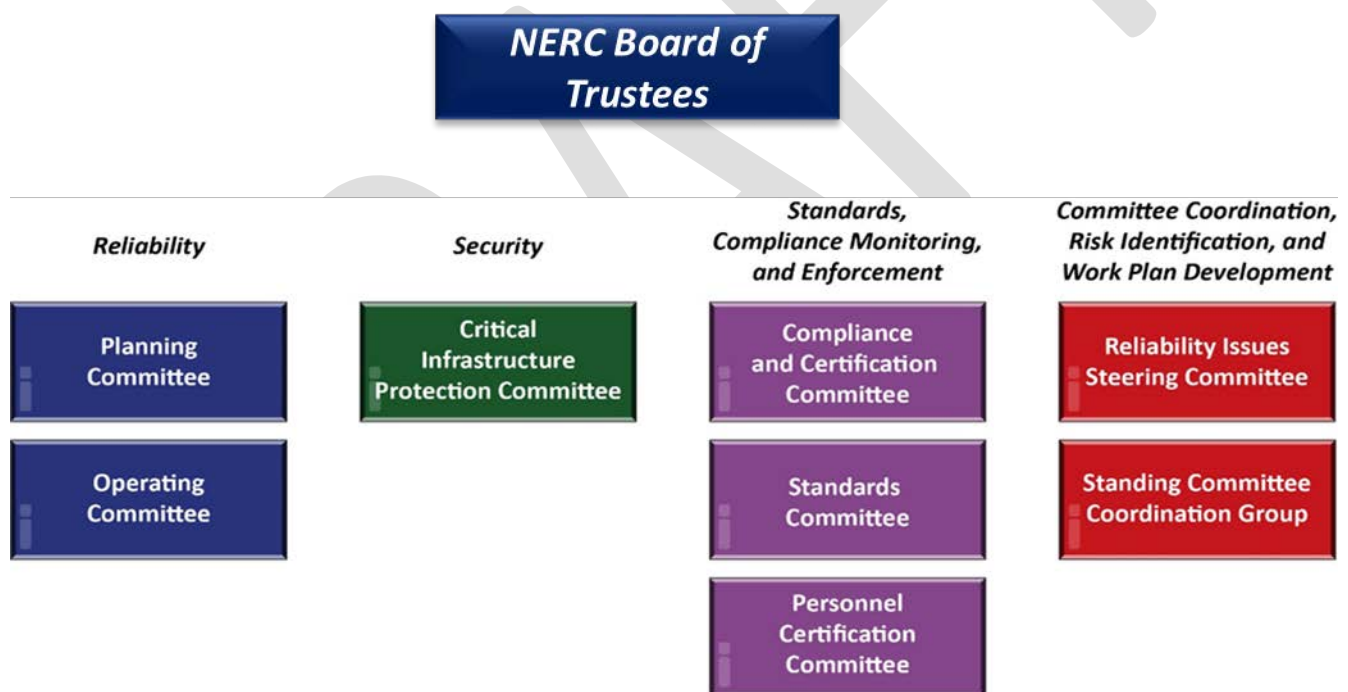 NERC Board of
Trustees
Reliability
Planning
Committee
Operating
Committee
Security
Critical
Infrastructure
Protection Committee
Standards,
Compliance Monitoring,
and Enforcement
Compliance
and Certification
Committee
Standards
Committee
Personnel
Certification
Committee
Committee Coordination,
Risk Identification, and
Work Plan Development
Reliability Issues
Steering Committee
Standing Committee
Coordination Group